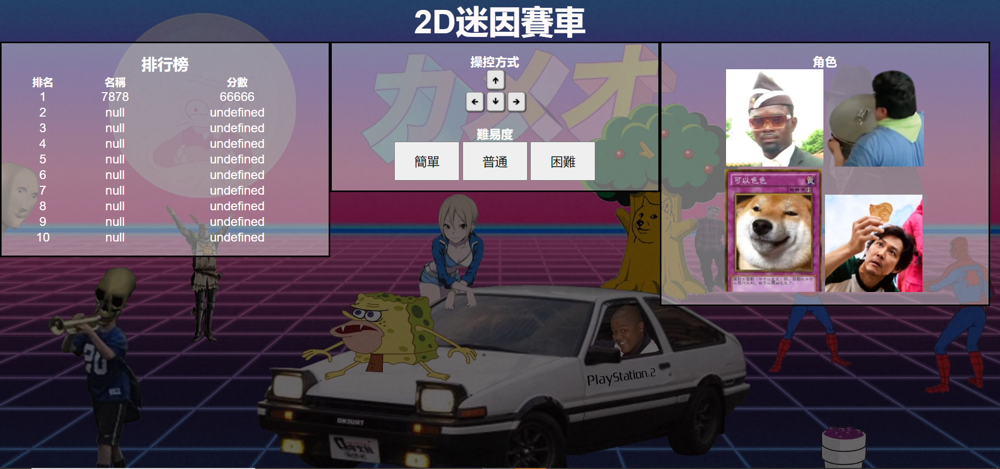 2D迷因賽車
排行榜
排名 名稱 分數
1 7878 66666
2 null undefined
3 null undefined
4 null undefined
5 null undefined
6 null undefined
7 null undefined
8 null undefined
9 null undefined
10 null undefined
操控方式
難易度
簡單 普通 困難
角色
可以色色
カメオ
PlayStation 2
20